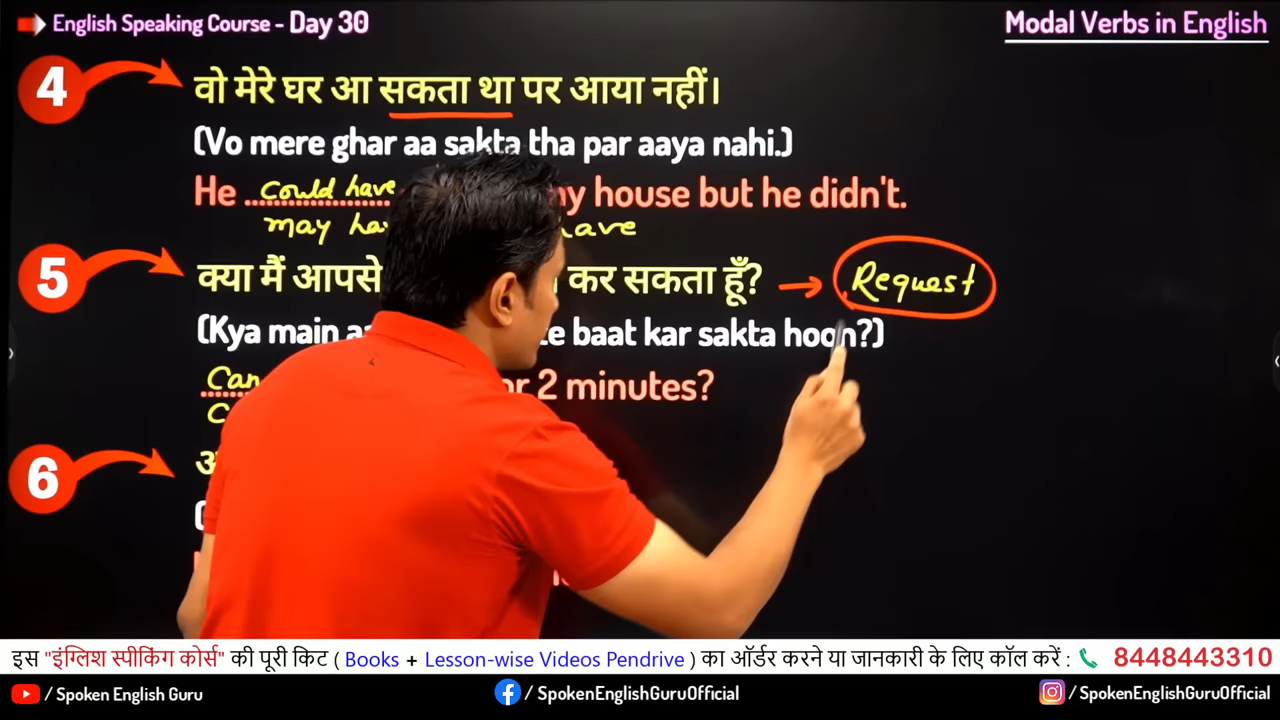 English Speaking Course - Day 30
Modal Verbs in English
4
वो मेरे घर आ सकता था पर आया नहीं।
(Vo mere ghar aa sakta tha par aaya nahi.)
He could have my house but he didn't.
may have
5
क्या मैं आपसे कर सकता हूँ? → Request
(Kya main baat kar sakta hoon?)
Can 2 minutes?
6
इस "इंग्लिश स्पीकिंग कोर्स" की पूरी किट ( Books + Lesson-wise Videos Pendrive ) का ऑर्डर करने या जानकारी के लिए कॉल करें : 8448443310
/ Spoken English Guru
/ SpokenEnglishGuruOfficial
/ SpokenEnglishGuruOfficial